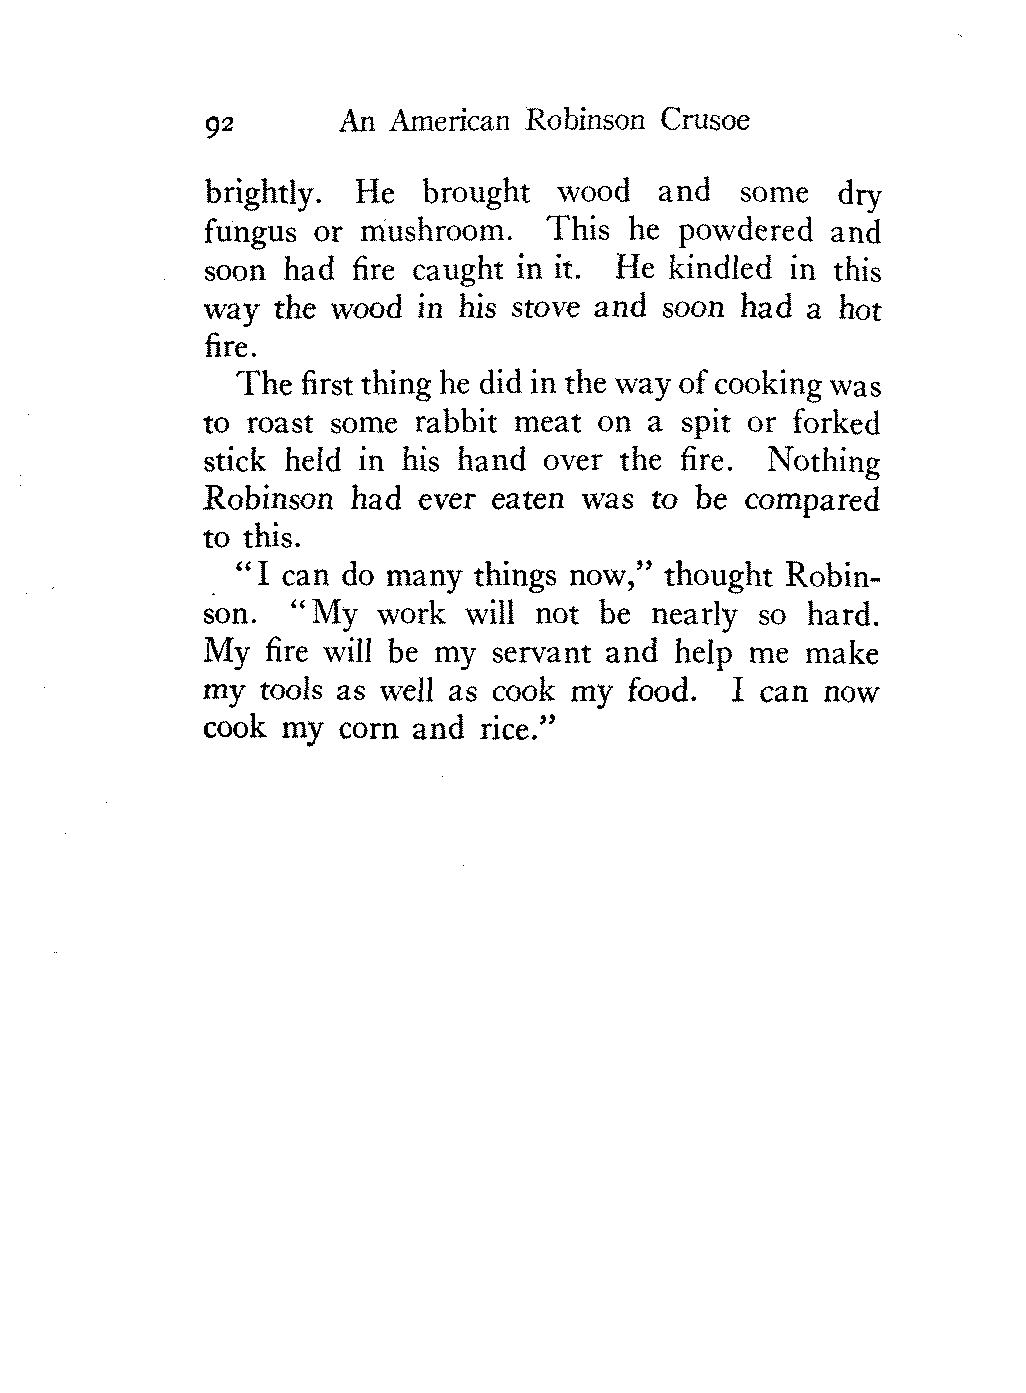 92 An American Robinson Crusoe
brightly. He brought wood and some dry
fungus or mushroom. This he powdered and
soon had fire caught in it. He kindled in this
way the wood in his stove and soon had a hot
fire.
The first thing he did in the way of cooking was
to roast some rabbit meat on a spit or forked
stick held in his hand over the fire. Nothing
Robinson had ever eaten was to be compared
to this.
“I can do many things now,” thought Robin-
son. “My work will not be nearly so hard.
My fire will be my servant and help me make
my tools as well as cook my food. I can now
cook my corn and rice.”